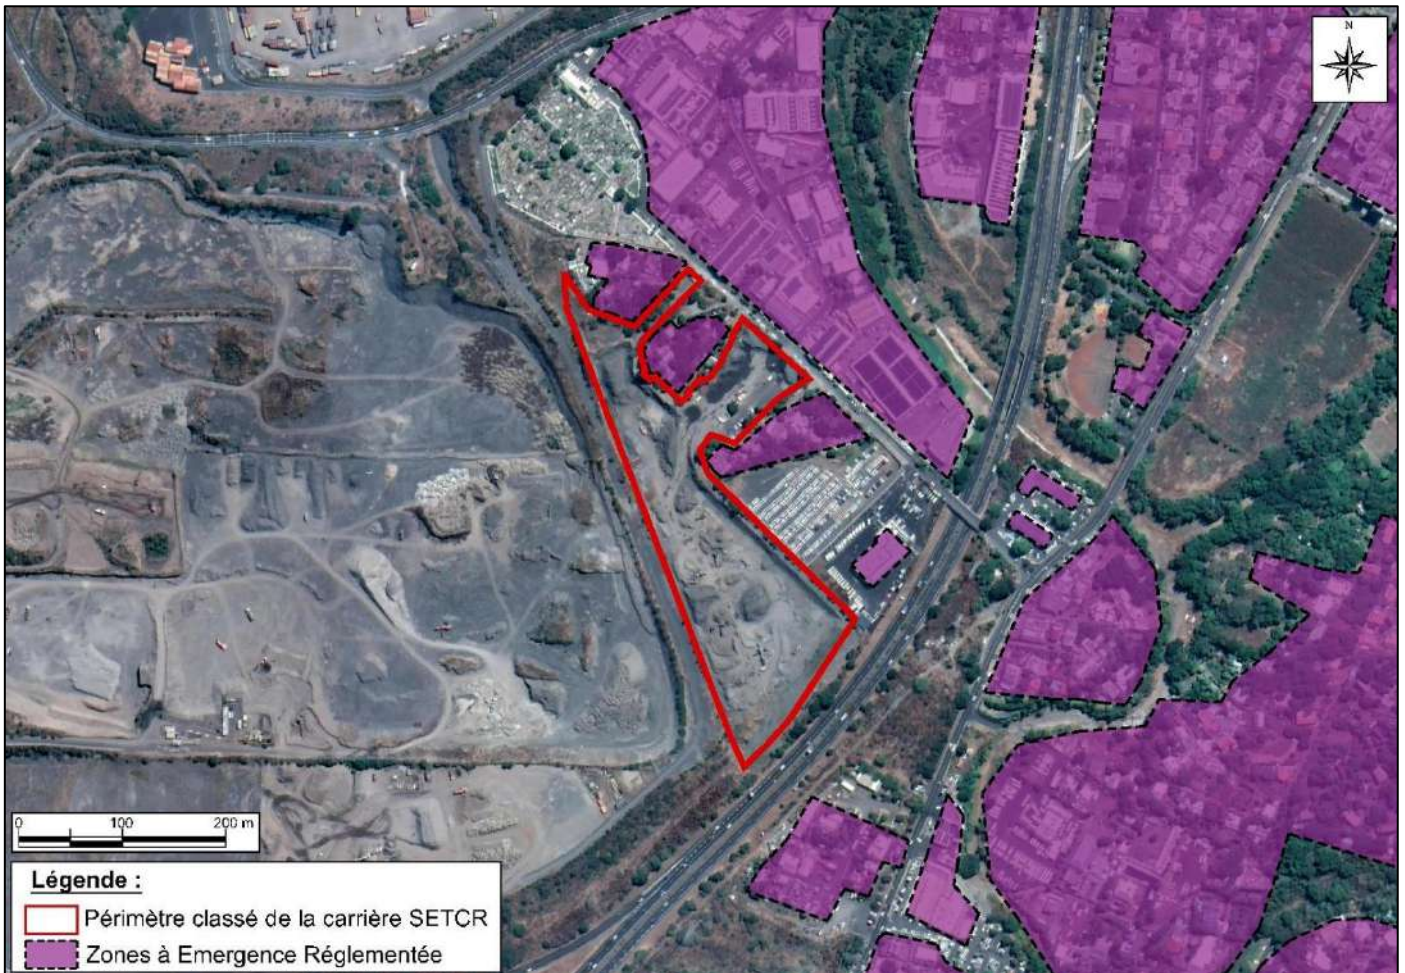 N
0 100 200 m
Légende :
Périmètre classé de la carrière SETCR
Zones à Emergence Réglementée